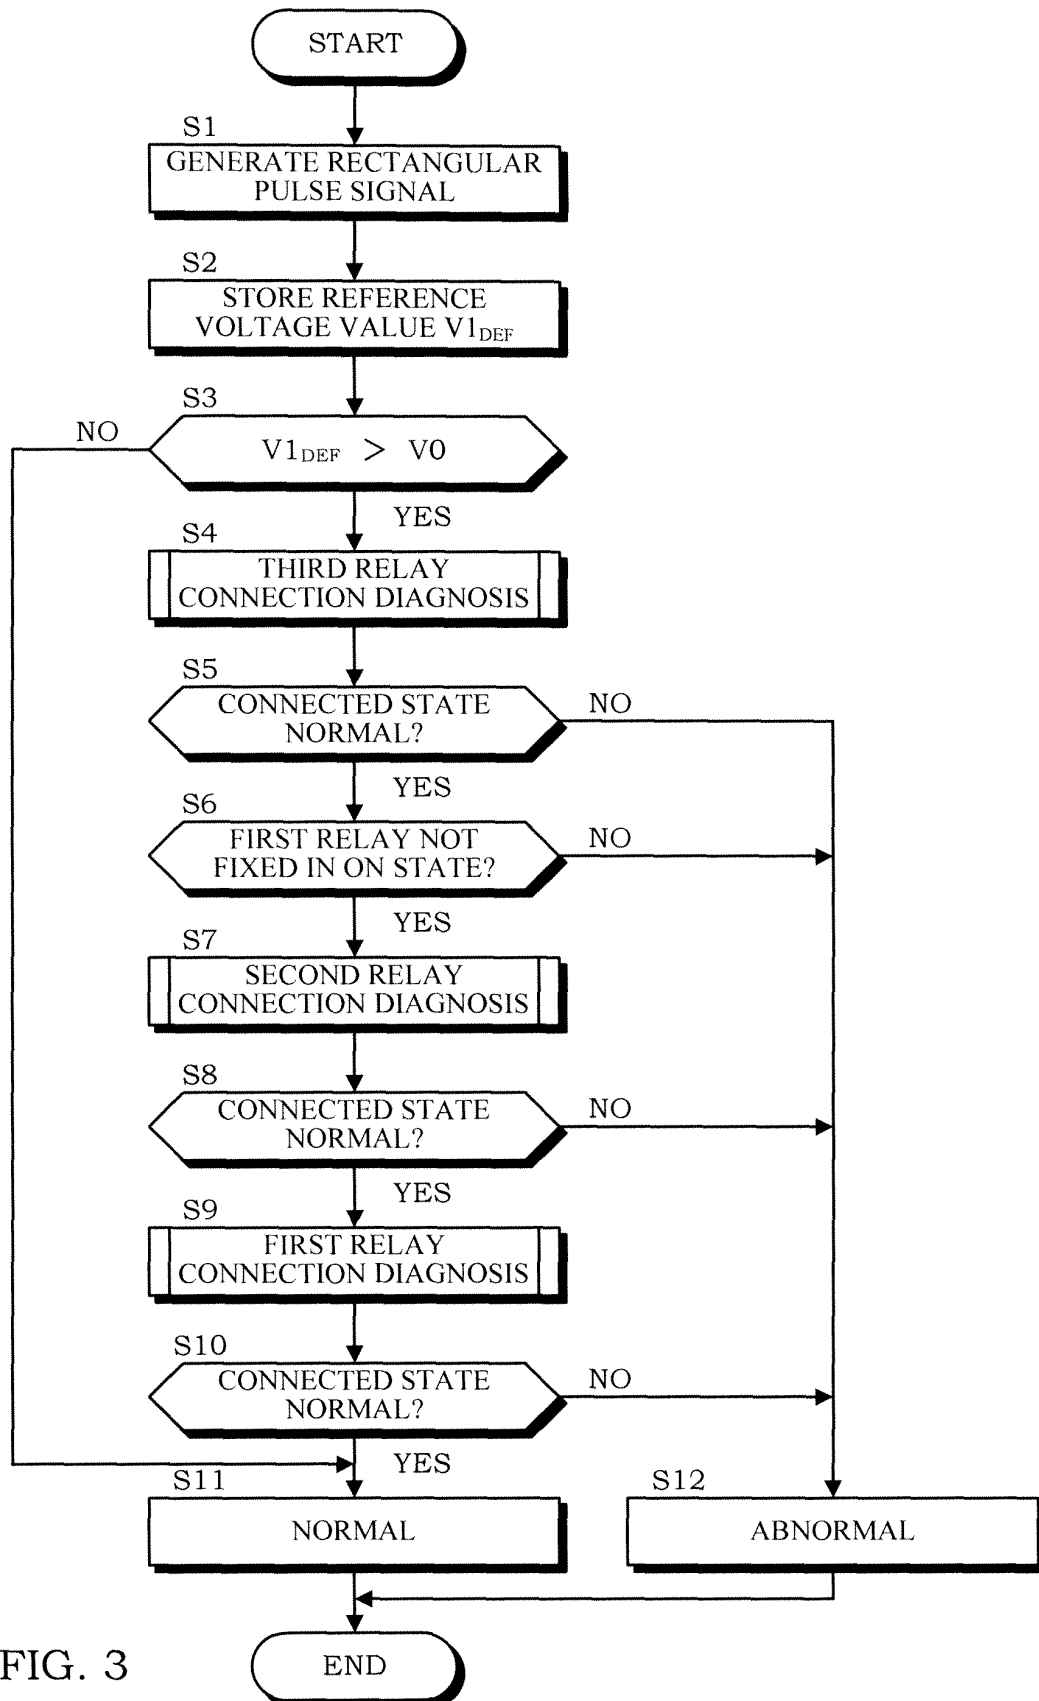 START
S1
GENERATE RECTANGULAR
PULSE SIGNAL
S2
STORE REFERENCE
VOLTAGE VALUE V1DEF
S3
NO
V1DEF > V0
YES
S4
THIRD RELAY
CONNECTION DIAGNOSIS
S5
CONNECTED STATE
NORMAL?
NO
YES
S6
FIRST RELAY NOT
FIXED IN ON STATE?
NO
YES
S7
SECOND RELAY
CONNECTION DIAGNOSIS
S8
CONNECTED STATE
NORMAL?
NO
YES
S9
FIRST RELAY
CONNECTION DIAGNOSIS
S10
CONNECTED STATE
NORMAL?
NO
YES
S11
NORMAL
S12
ABNORMAL
END
FIG. 3